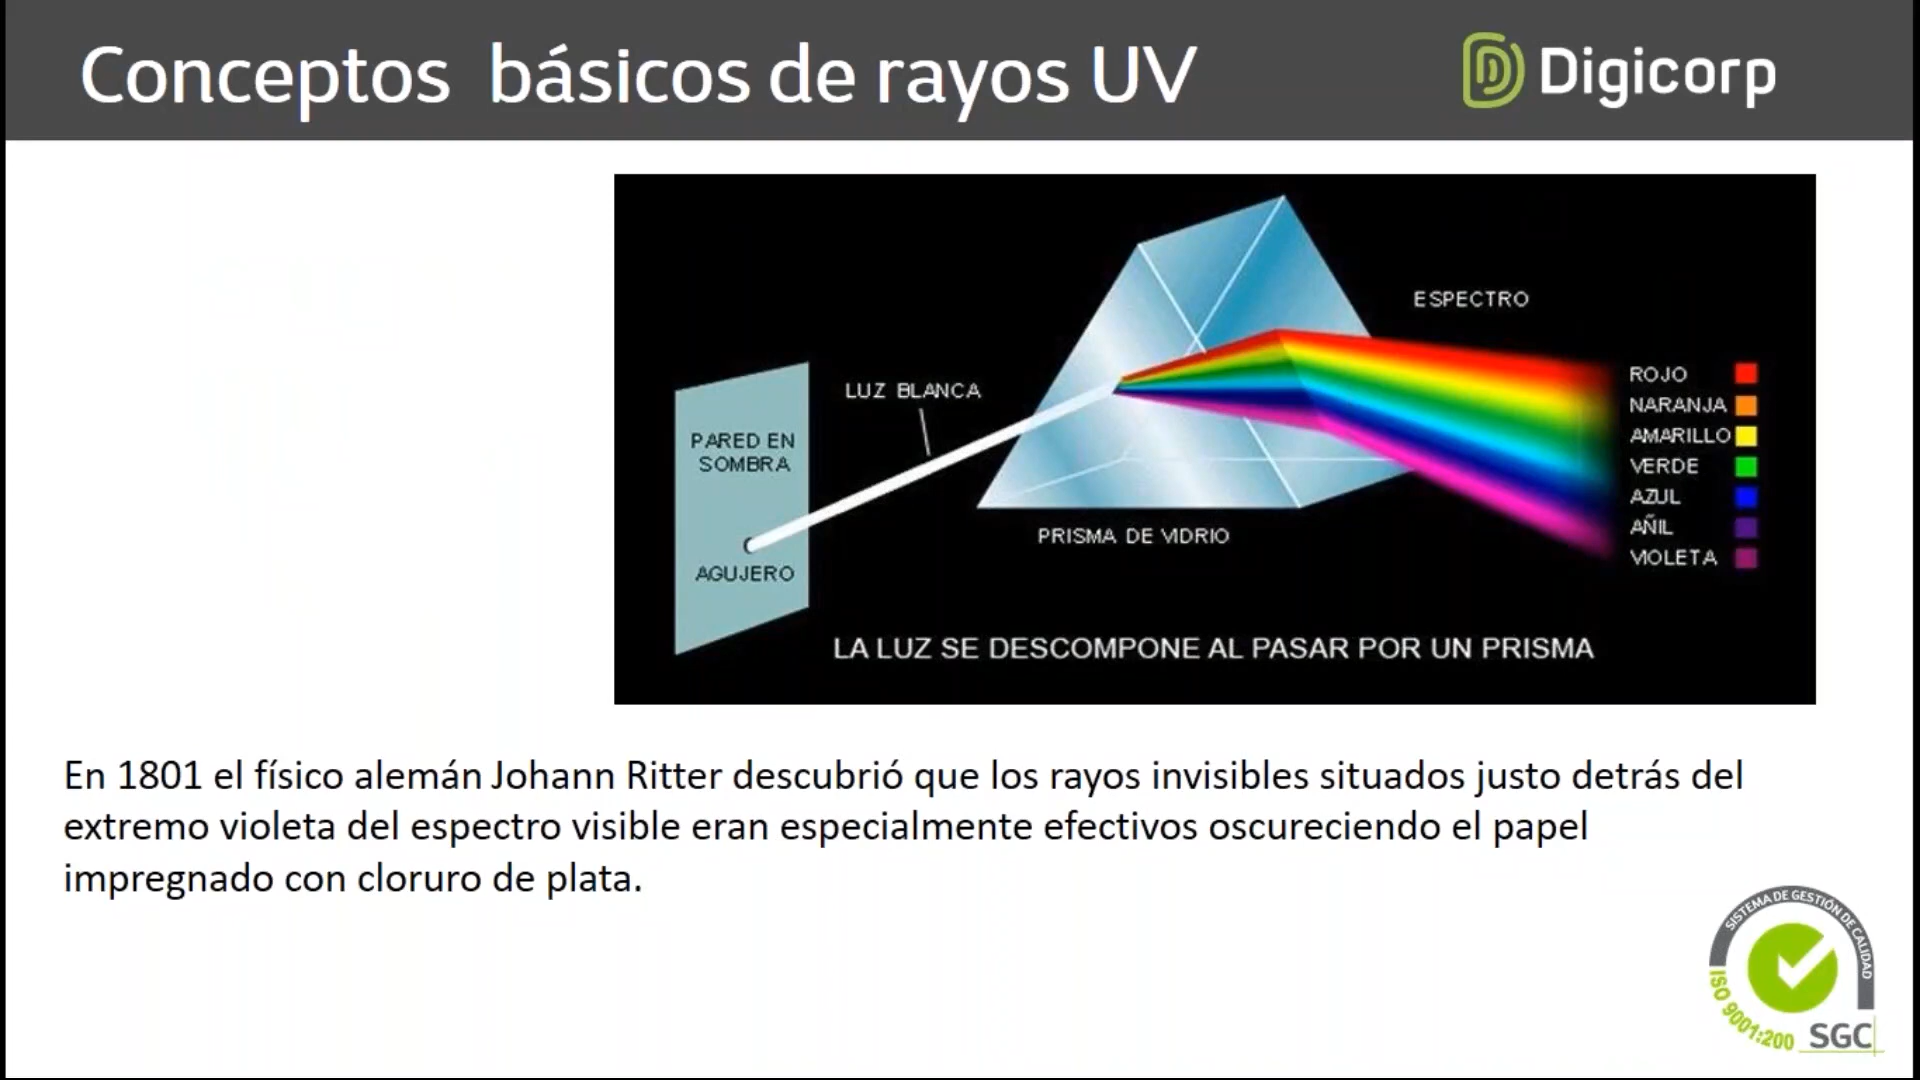 Conceptos básicos de rayos UV
Digicorp
ESPECTRO
LUZ BLANCA
PARED EN
SOMBRA
AGUJERO
PRISMA DE VIDRIO
ROJO
NARANJA
AMARILLO
VERDE
AZUL
AÑIL
VIOLETA
LA LUZ SE DESCOMPONE AL PASAR POR UN PRISMA
En 1801 el físico alemán Johann Ritter descubrió que los rayos invisibles situados justo detrás del
extremo violeta del espectro visible eran especialmente efectivos oscureciendo el papel
impregnado con cloruro de plata.
SISTEMA DE GESTIÓN DE CALIDAD
ISO 9001:200
SGC